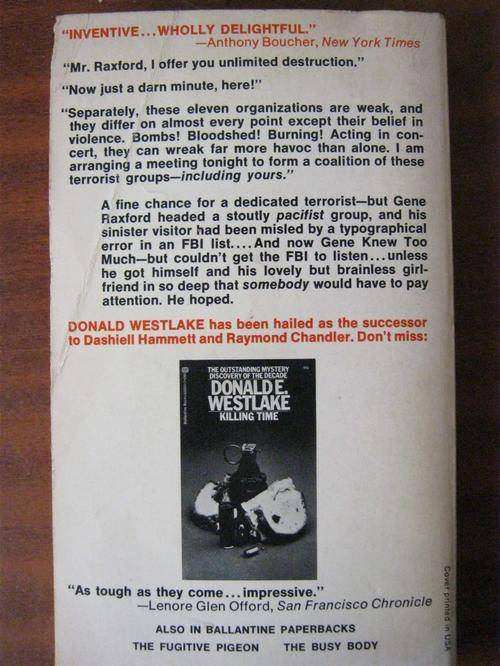 "INVENTIVE...WHOLLY DELIGHTFUL."
—Anthony Boucher, New York Times
"Mr. Raxford, I offer you unlimited destruction."
"Now just a darn minute, here!"
"Separately, these eleven organizations are weak, and
they differ on almost every point except their belief in
violence. Bombs! Bloodshed! Burning! Acting in con-
cert, they can wreak far more havoc than alone. I am
arranging a meeting tonight to form a coalition of these
terrorist groups—including yours."
A fine chance for a dedicated terrorist—but Gene
Raxford headed a stoutly pacifist group, and his
sinister visitor had been misled by a typographical
error in an FBI list....And now Gene Knew Too
Much—but couldn't get the FBI to listen...unless
he got himself and his lovely but brainless girl-
friend in so deep that somebody would have to pay
attention. He hoped.
DONALD WESTLAKE has been hailed as the successor
to Dashiell Hammett and Raymond Chandler. Don't miss:
THE OUTSTANDING MYSTERY
DISCOVERY OF THE DECADE
DONALD E.
WESTLAKE
KILLING TIME
"As tough as they come...impressive."
—Lenore Glen Offord, San Francisco Chronicle
Cover printed in USA
ALSO IN BALLANTINE PAPERBACKS
THE FUGITIVE PIGEON THE BUSY BODY